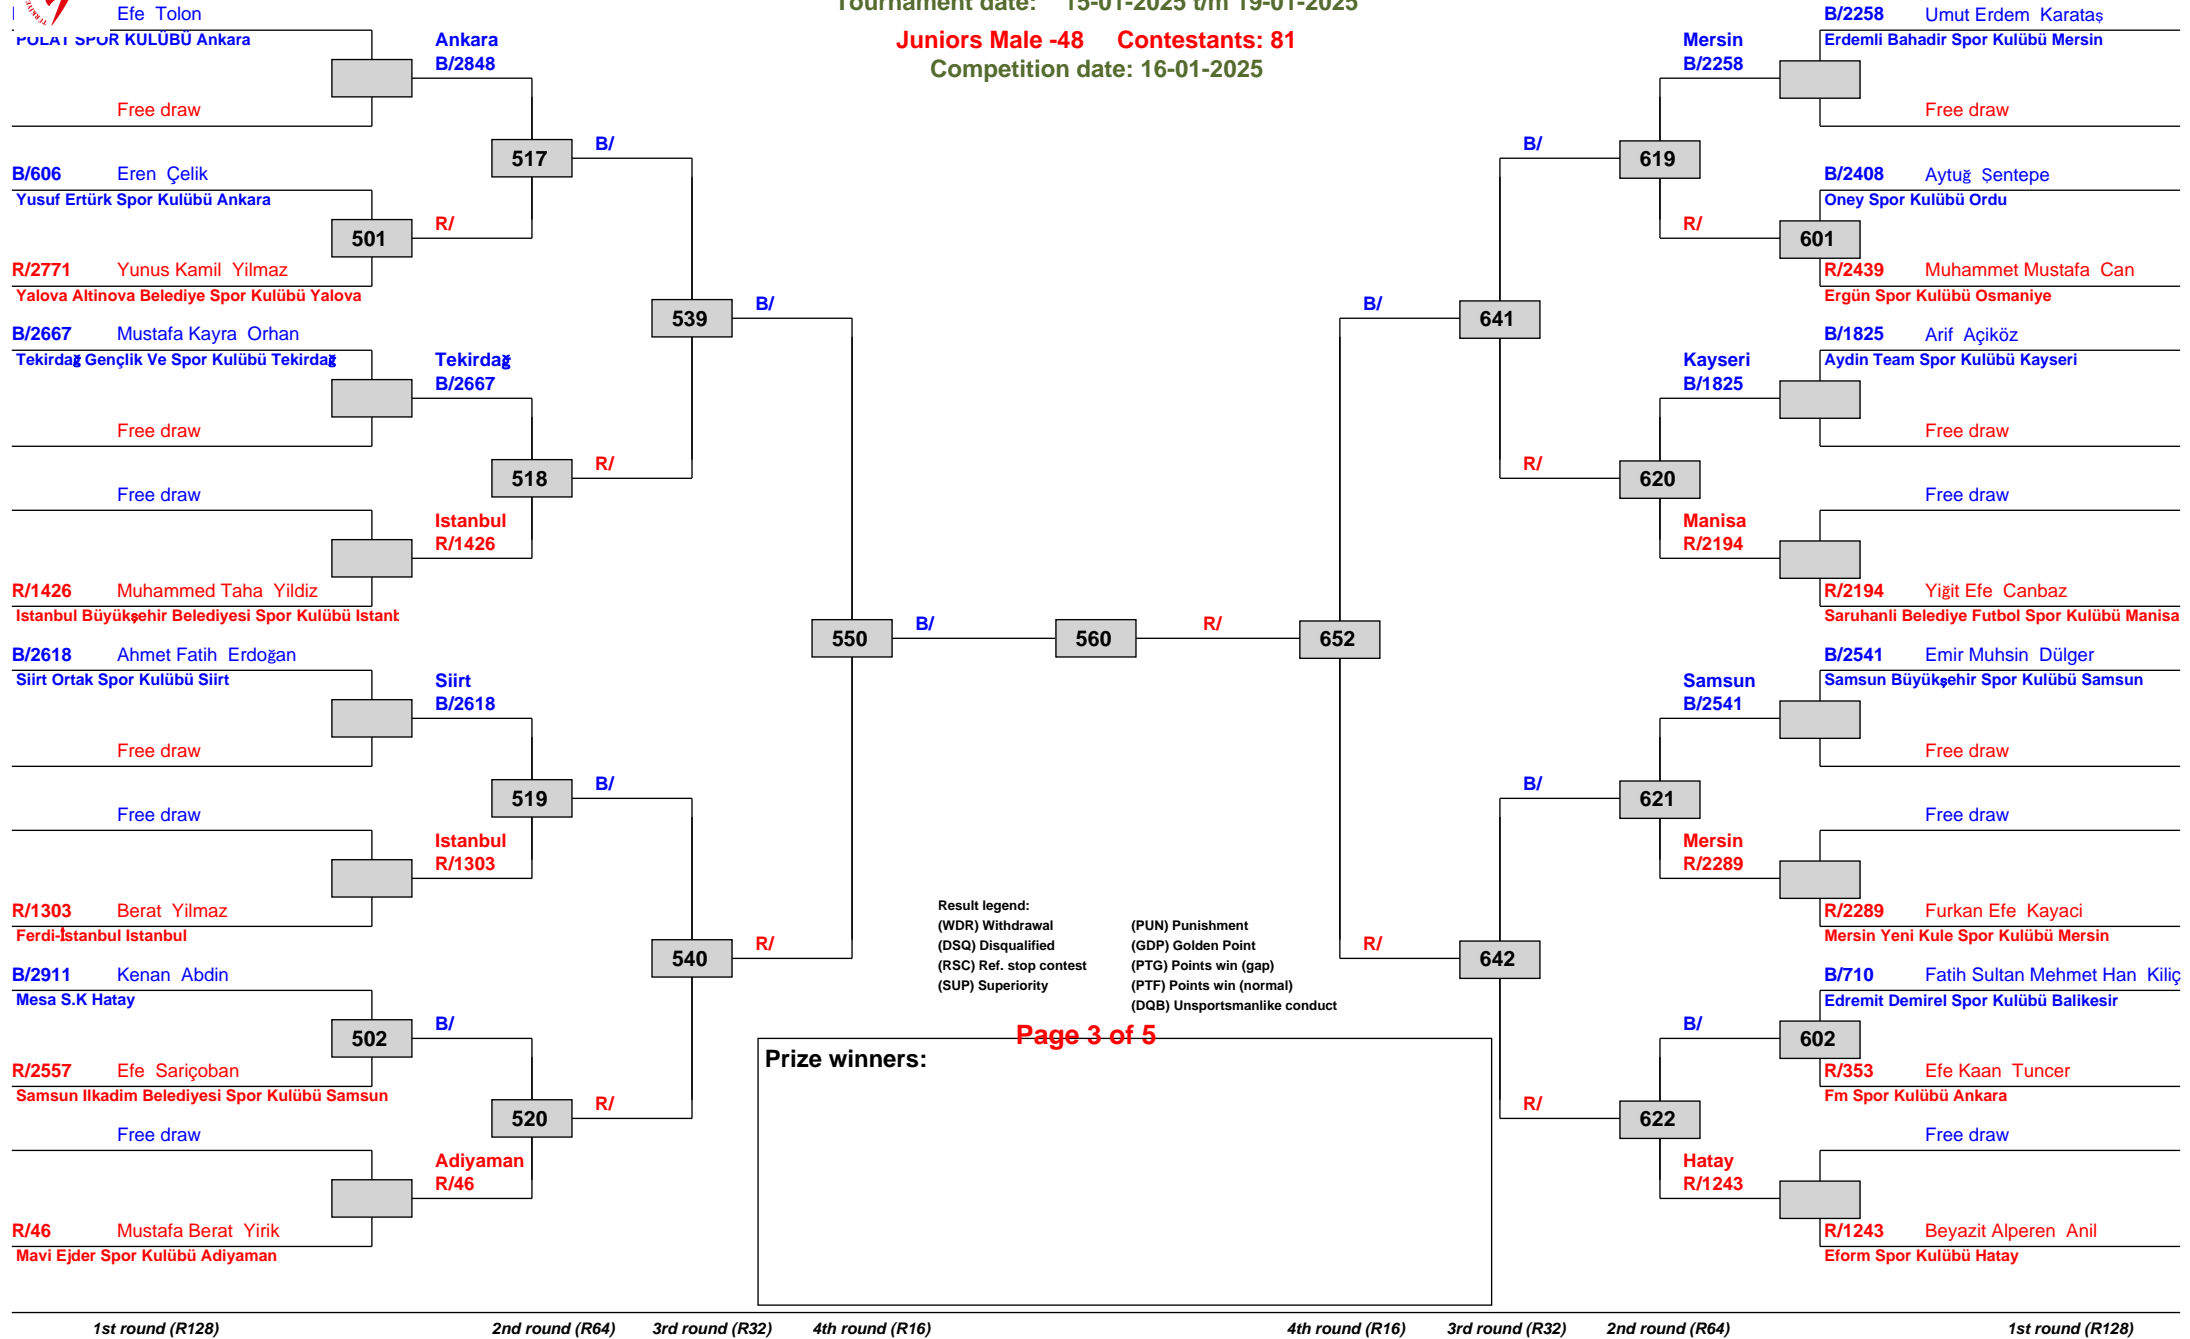 Tournament date: 15-01-2025 t/m 19-01-2025
Juniors Male -48 Contestants: 81
Competition date: 16-01-2025
Efe Tolon
POLAT SPOR KULÜBÜ Ankara
Ankara
B/2848
Free draw
517
B/
B/606 Eren Çelik
Yusuf Ertürk Spor Kulübü Ankara
501
R/
R/2771 Yunus Kamil Yilmaz
Yalova Altinova Belediye Spor Kulübü Yalova
539
B/
B/2667 Mustafa Kayra Orhan
Tekirdağ Gençlik Ve Spor Kulübü Tekirdağ
Tekirdağ
B/2667
Free draw
518
R/
Free draw
Istanbul
R/1426
R/1426 Muhammed Taha Yildiz
Istanbul Büyükşehir Belediyesi Spor Kulübü
550
B/
560
R/
652
B/2618 Ahmet Fatih Erdoğan
Siirt Ortak Spor Kulübü Siirt
Siirt
B/2618
Free draw
519
B/
Free draw
Istanbul
R/1303
R/1303 Berat Yilmaz
Ferdi-İstanbul Istanbul
540
R/
B/2911 Kenan Abdin
Mesa S.K Hatay
502
B/
R/2557 Efe Sariçoban
Samsun Ilkadim Belediyesi Spor Kulübü Samsun
520
R/
Free draw
Adiyaman
R/46
R/46 Mustafa Berat Yirik
Mavi Ejder Spor Kulübü Adiyaman
B/2258 Umut Erdem Karataş
Erdemli Bahadir Spor Kulübü Mersin
Mersin
B/2258
Free draw
B/
619
B/2408 Aytuğ Şentepe
Oney Spor Kulübü Ordu
R/
601
R/2439 Muhammet Mustafa Can
Ergün Spor Kulübü Osmaniye
B/
641
B/1825 Arif Açiköz
Aydin Team Spor Kulübü Kayseri
Kayseri
B/1825
Free draw
R/
620
Free draw
Manisa
R/2194
R/2194 Yiğit Efe Canbaz
Saruhanli Belediye Futbol Spor Kulübü Manisa
B/2541 Emir Muhsin Dülger
Samsun Büyükşehir Spor Kulübü Samsun
Samsun
B/2541
Free draw
B/
621
Free draw
Mersin
R/2289
R/2289 Furkan Efe Kayaci
Mersin Yeni Kule Spor Kulübü Mersin
R/
642
B/710 Fatih Sultan Mehmet Han Kiliç
Edremit Demirel Spor Kulübü Balikesir
B/
602
R/353 Efe Kaan Tuncer
Fm Spor Kulübü Ankara
R/
622
Free draw
Hatay
R/1243
R/1243 Beyazit Alperen Anil
Eform Spor Kulübü Hatay
Result legend:
(WDR) Withdrawal (PUN) Punishment
(DSQ) Disqualified (GDP) Golden Point
(RSC) Ref. stop contest (PTG) Points win (gap)
(SUP) Superiority (PTF) Points win (normal)
(DQB) Unsportsmanlike conduct
Page 3 of 5
Prize winners:
1st round (R128) 2nd round (R64) 3rd round (R32) 4th round (R16) 4th round (R16) 3rd round (R32) 2nd round (R64) 1st round (R128)